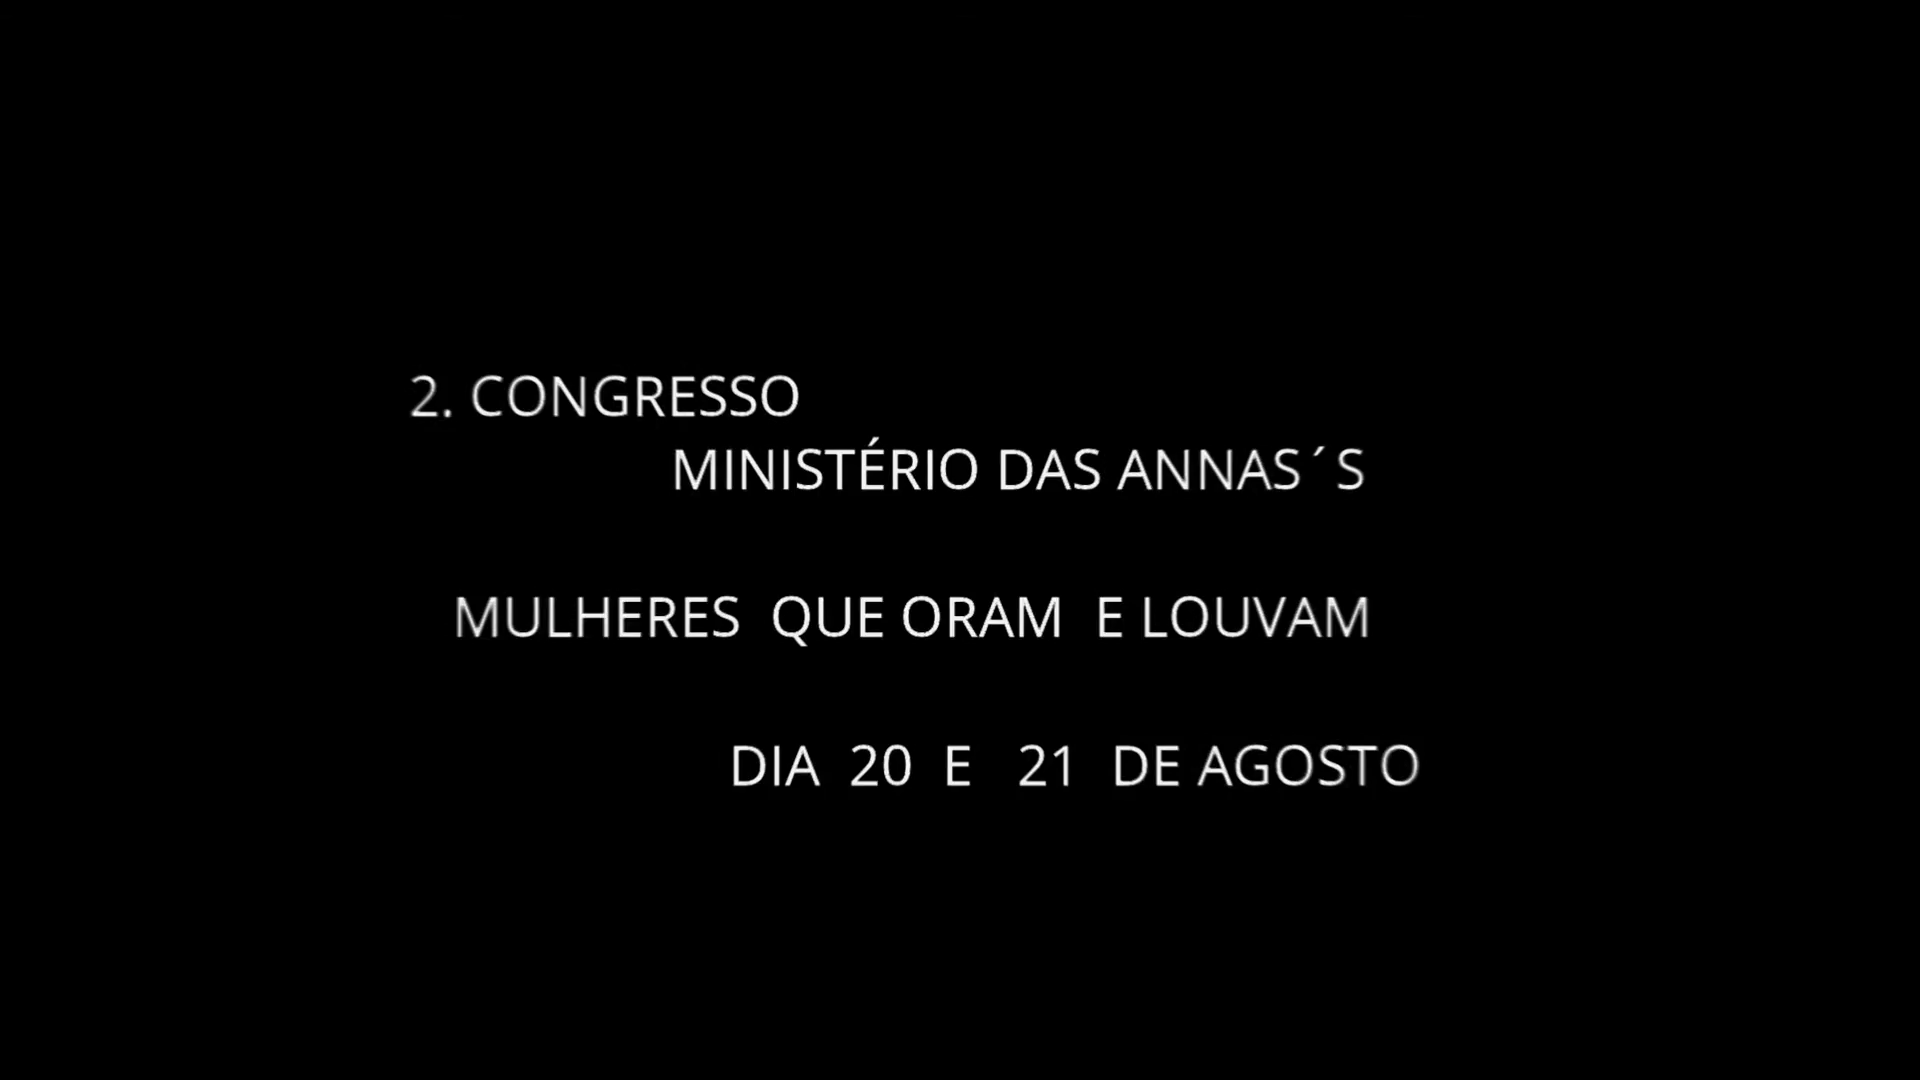 2. CONGRESSO
MINISTÉRIO DAS ANNAS´S
MULHERES QUE ORAM E LOUVAM
DIA 20 E 21 DE AGOSTO